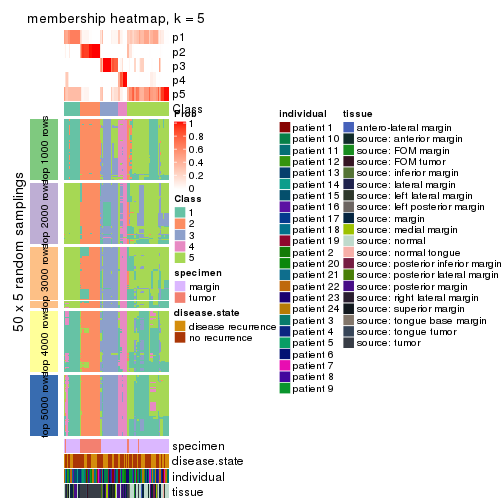 membership heatmap, k = 5
p1
p2
p3
p4
p5
Class
50 x 5 random samplings
top 1000 rows
top 2000 rows
top 3000 rows
top 4000 rows
top 5000 rows
specimen
disease.state
individual
tissue
Prob
1
0.8
0.6
0.4
0.2
0
Class
1
2
3
4
5
specimen
margin
tumor
disease.state
disease recurrence
no recurrence
individual
patient 1
patient 10
patient 11
patient 12
patient 13
patient 14
patient 15
patient 16
patient 17
patient 18
patient 19
patient 2
patient 20
patient 21
patient 22
patient 23
patient 24
patient 3
patient 4
patient 5
patient 6
patient 7
patient 8
patient 9
tissue
antero-lateral margin
source: anterior margin
source: FOM margin
source: FOM tumor
source: inferior margin
source: lateral margin
source: left lateral margin
source: left posterior margin
source: margin
source: medial margin
source: normal
source: normal tongue
source: posterior inferior margin
source: posterior lateral margin
source: posterior margin
source: right lateral margin
source: superior margin
source: tongue base margin
source: tongue tumor
source: tumor